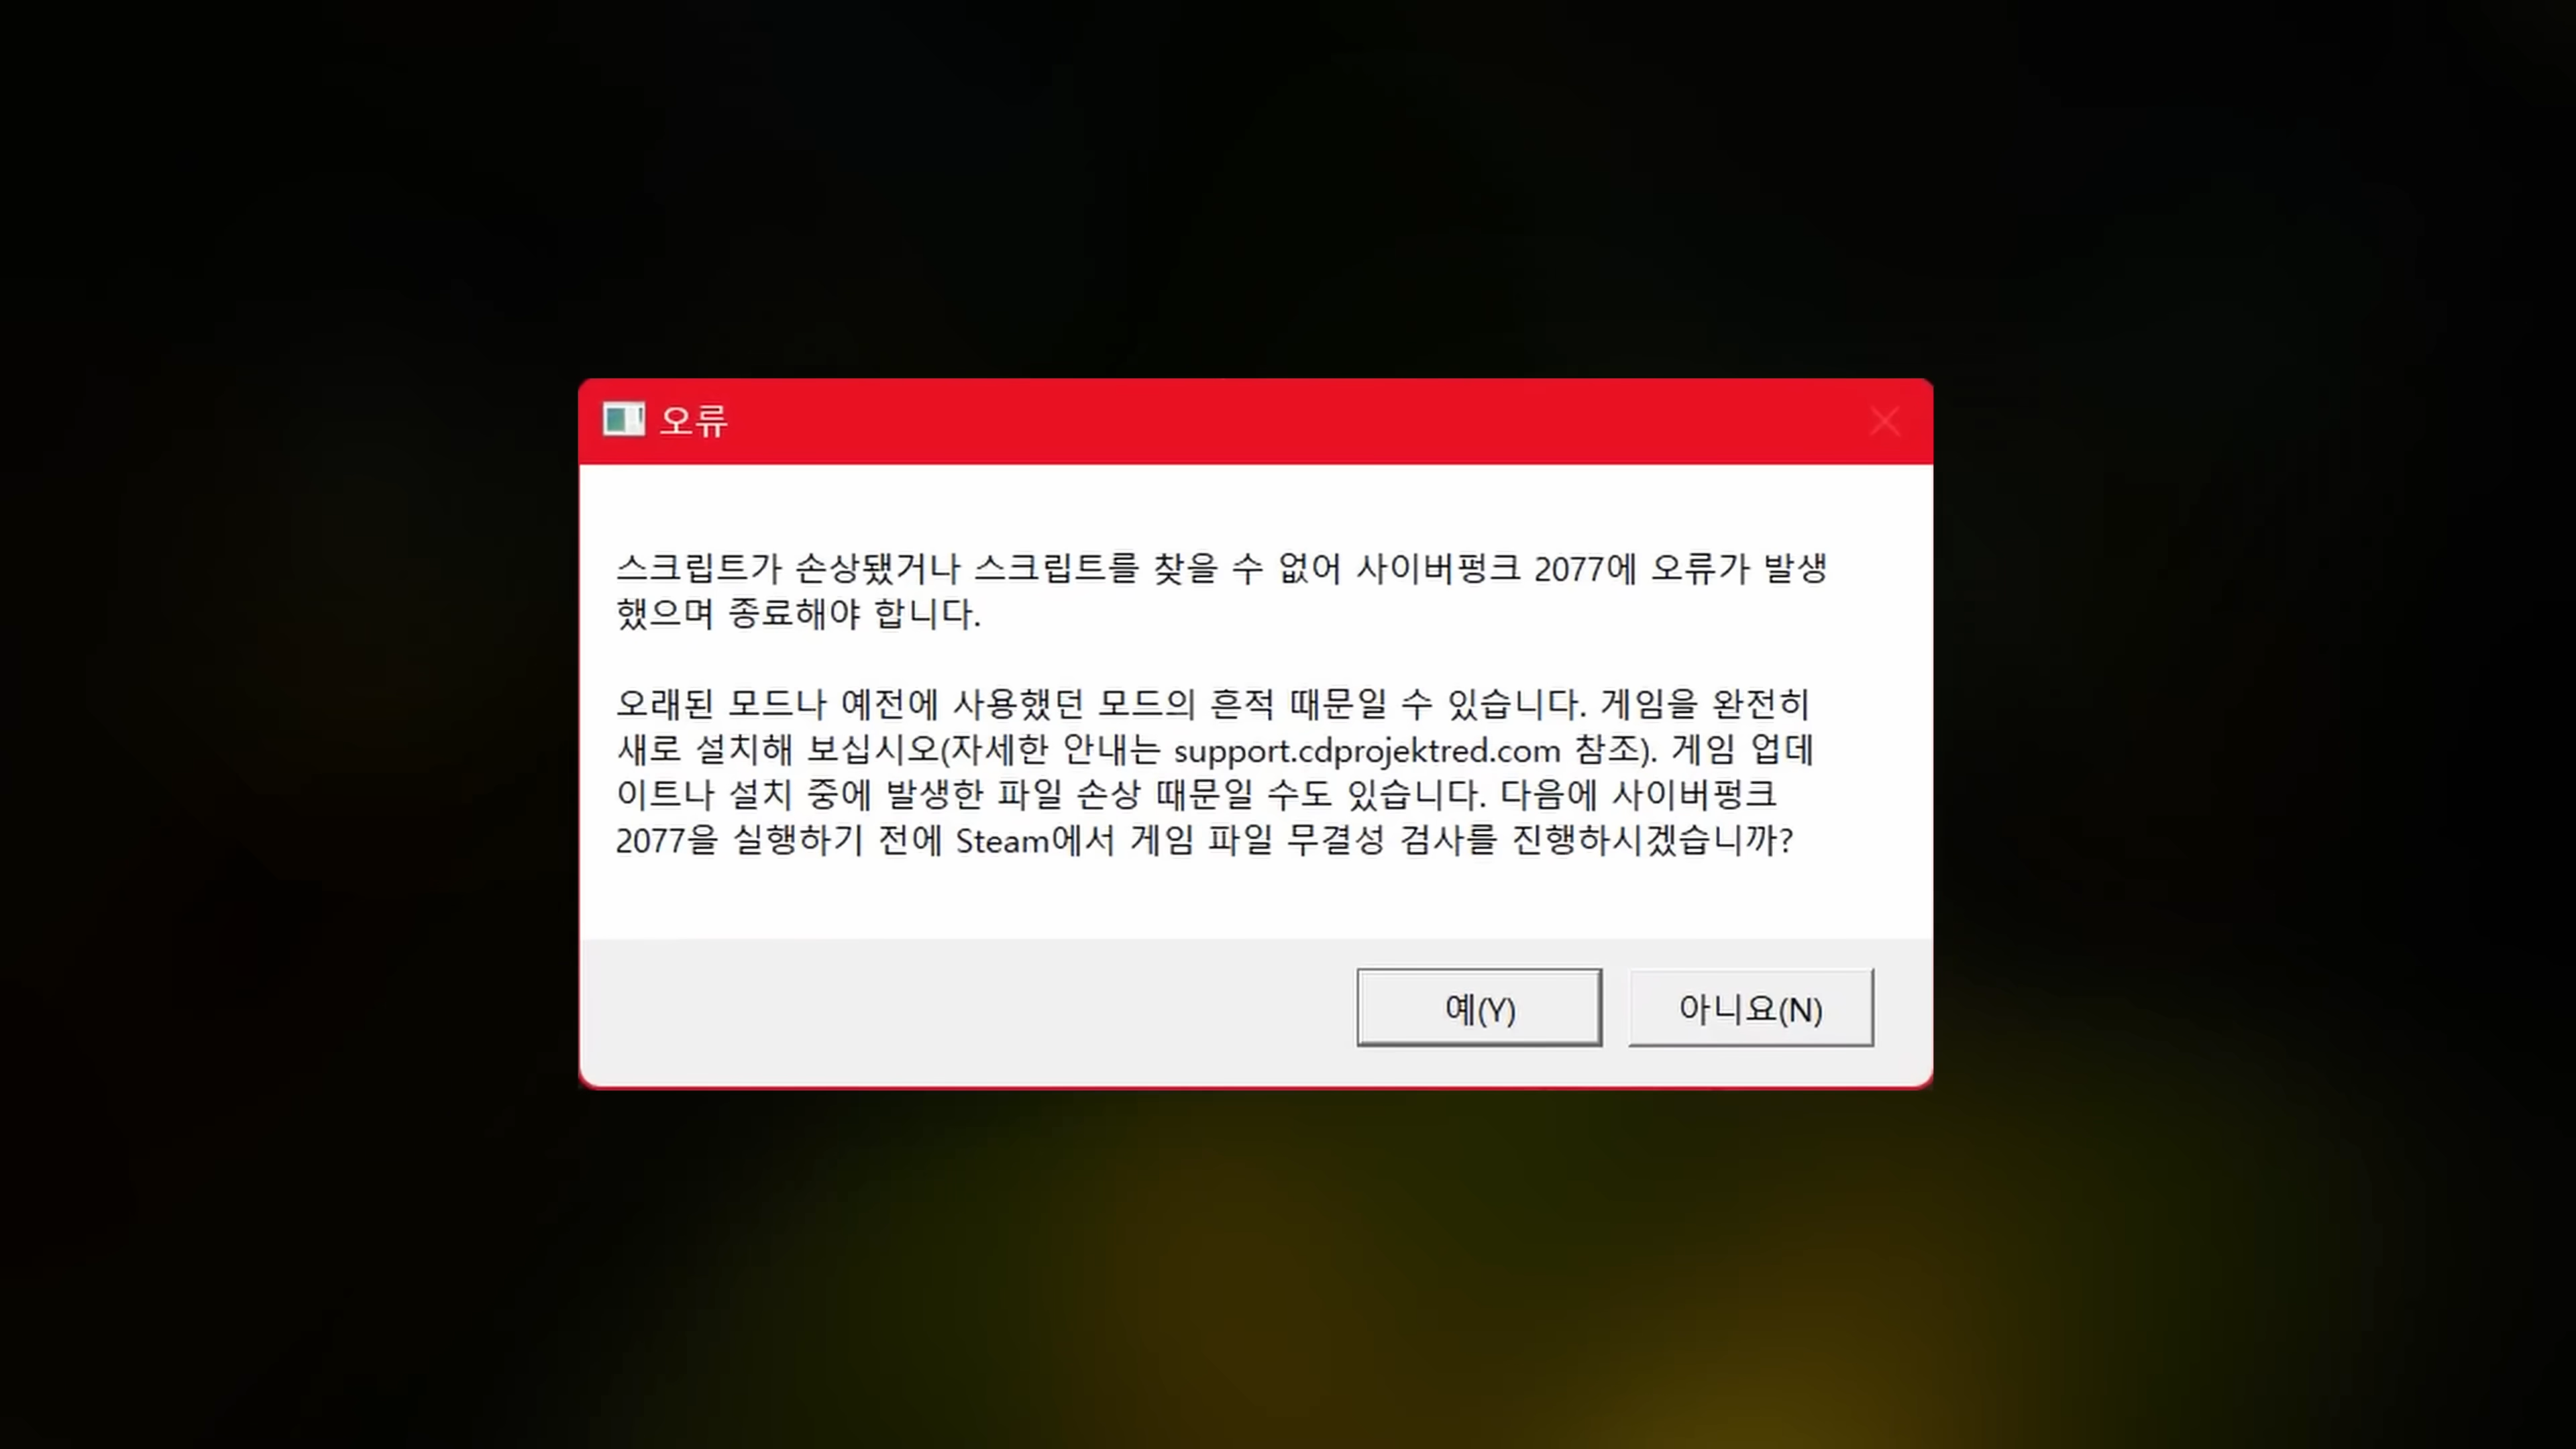 오류
스크립트가 손상됐거나 스크립트를 찾을 수 없어 사이버펑크 2077에 오류가 발생
했으며 종료해야 합니다.
오래된 모드나 예전에 사용했던 모드의 흔적 때문일 수 있습니다. 게임을 완전히
새로 설치해 보십시오(자세한 안내는 support.cdprojektred.com 참조). 게임 업데
이트나 설치 중에 발생한 파일 손상 때문일 수도 있습니다. 다음에 사이버펑크
2077을 실행하기 전에 Steam에서 게임 파일 무결성 검사를 진행하시겠습니까?
예(Y)
아니요(N)